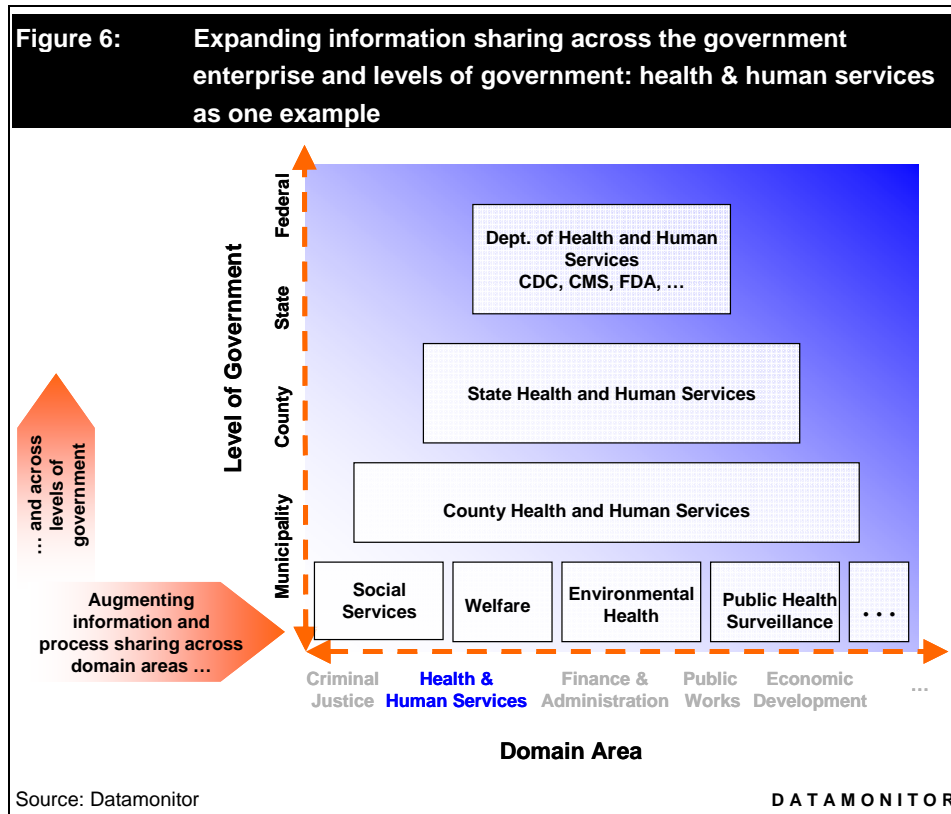 Figure 6: Expanding information sharing across the government
enterprise and levels of government: health & human services
as one example
Level of Government
Federal
State
County
Municipality
Dept. of Health and Human
Services
CDC, CMS, FDA, …
State Health and Human Services
County Health and Human Services
Social
Services
Welfare
Environmental
Health
Public Health
Surveillance
...
… and across
levels of
government
Augmenting
information and
process sharing across
domain areas …
Criminal
Justice
Health &
Human Services
Finance &
Administration
Public
Works
Economic
Development
…
Domain Area
Source: Datamonitor
DATAMONITOR